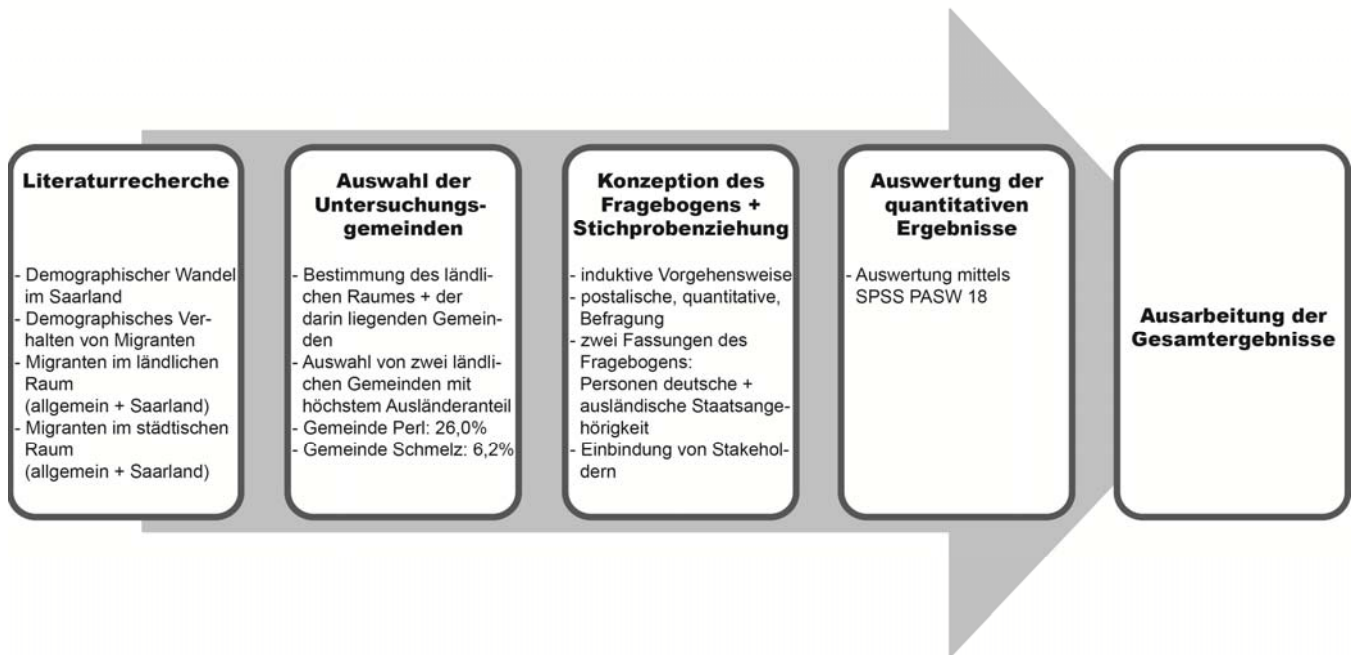 Literaturrecherche
- Demographischer Wandel
im Saarland
- Demographisches Ver-
halten von Migranten
- Migranten im ländlichen
Raum
(allgemein + Saarland)
- Migranten im städtischen
Raum
(allgemein + Saarland)
Auswahl der
Untersuchungs-
gemeinden
- Bestimmung des ländli-
chen Raumes + der
darin liegenden Gemein-
den
- Auswahl von zwei ländli-
chen Gemeinden mit
höchstem Ausländeranteil
- Gemeinde Perl: 26,0%
- Gemeinde Schmelz: 6,2%
Konzeption des
Fragebogens +
Stichprobenziehung
- induktive Vorgehensweise
- postalische, quantitative,
Befragung
- zwei Fassungen des
Fragebogens:
Personen deutsche +
ausländische Staatsange-
hörigkeit
- Einbindung von Stakehol-
dern
Auswertung der
quantitativen
Ergebnisse
- Auswertung mittels
SPSS PASW 18
Ausarbeitung der
Gesamtergebnisse